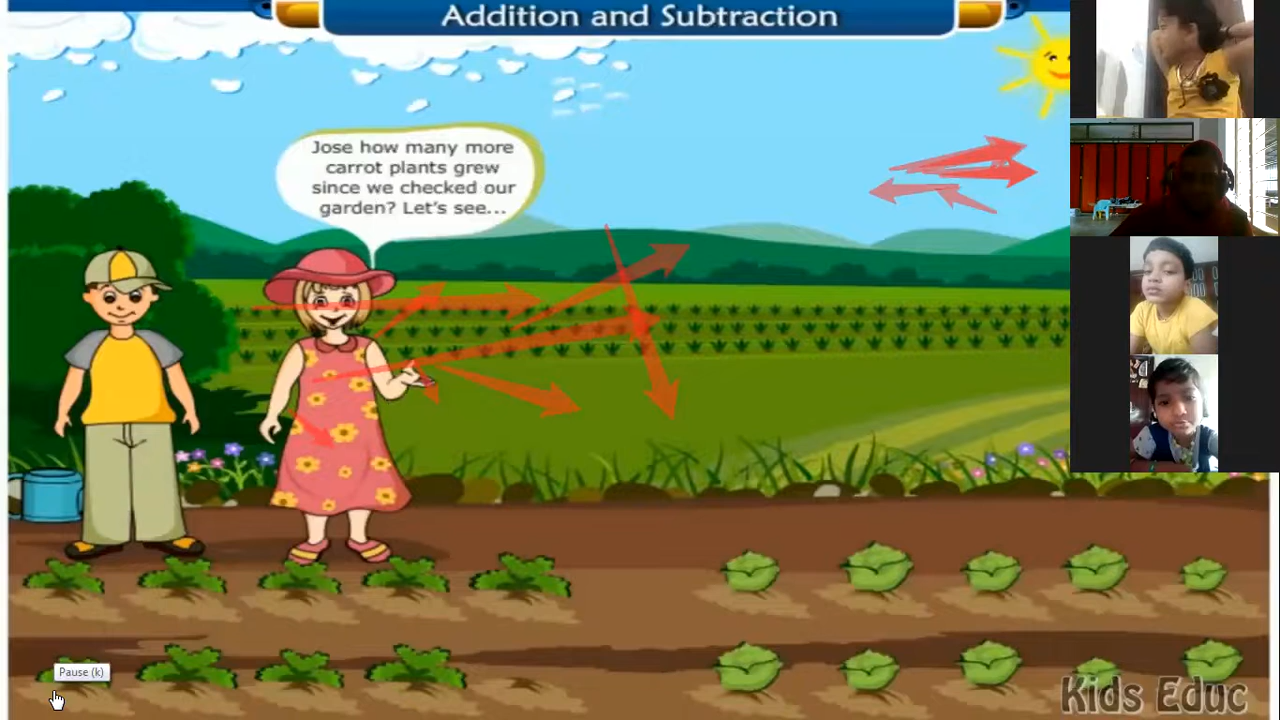 Addition and Subtraction
Jose how many more
carrot plants grew
since we checked our
garden? Let's see...
Pause (k)
Kids Educ